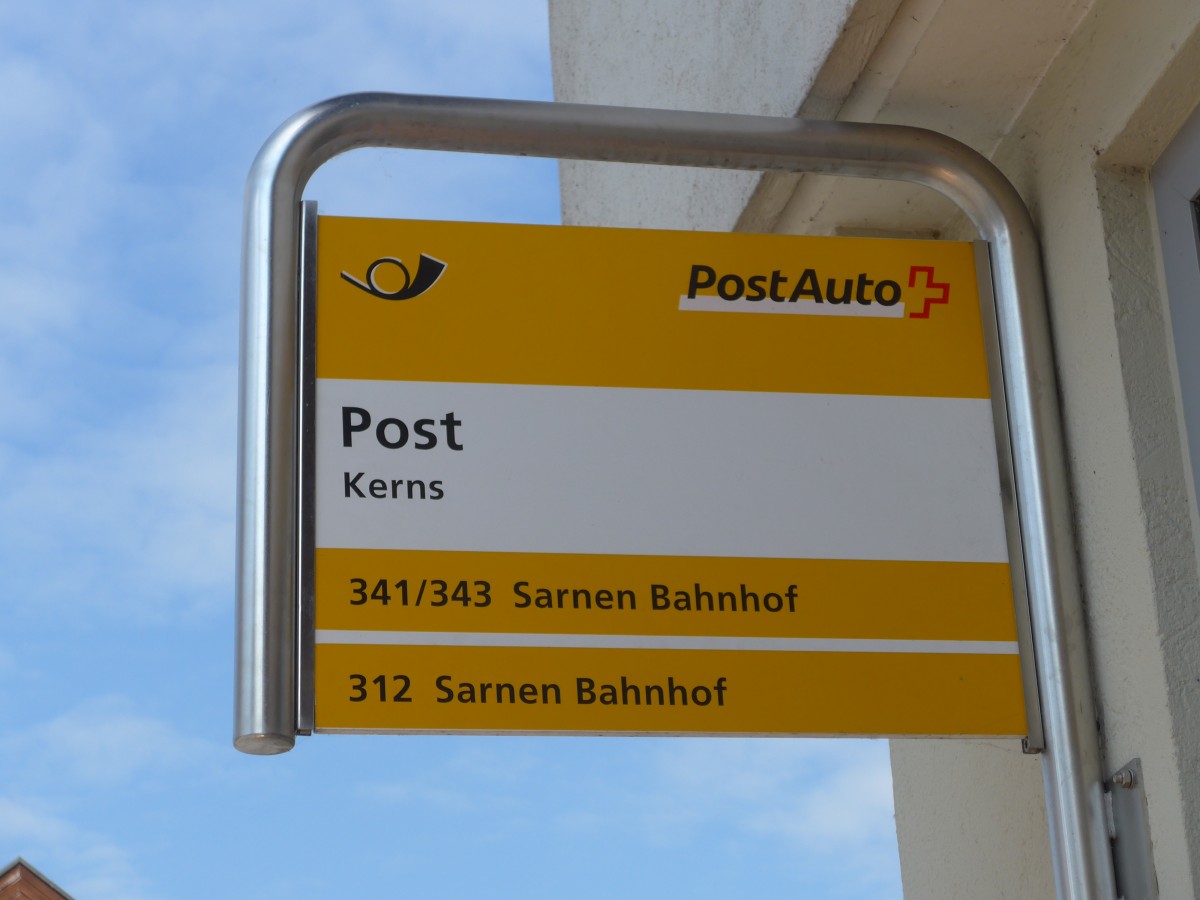 PostAuto
Post
Kerns
341/343 Sarnen Bahnhof
312 Sarnen Bahnhof